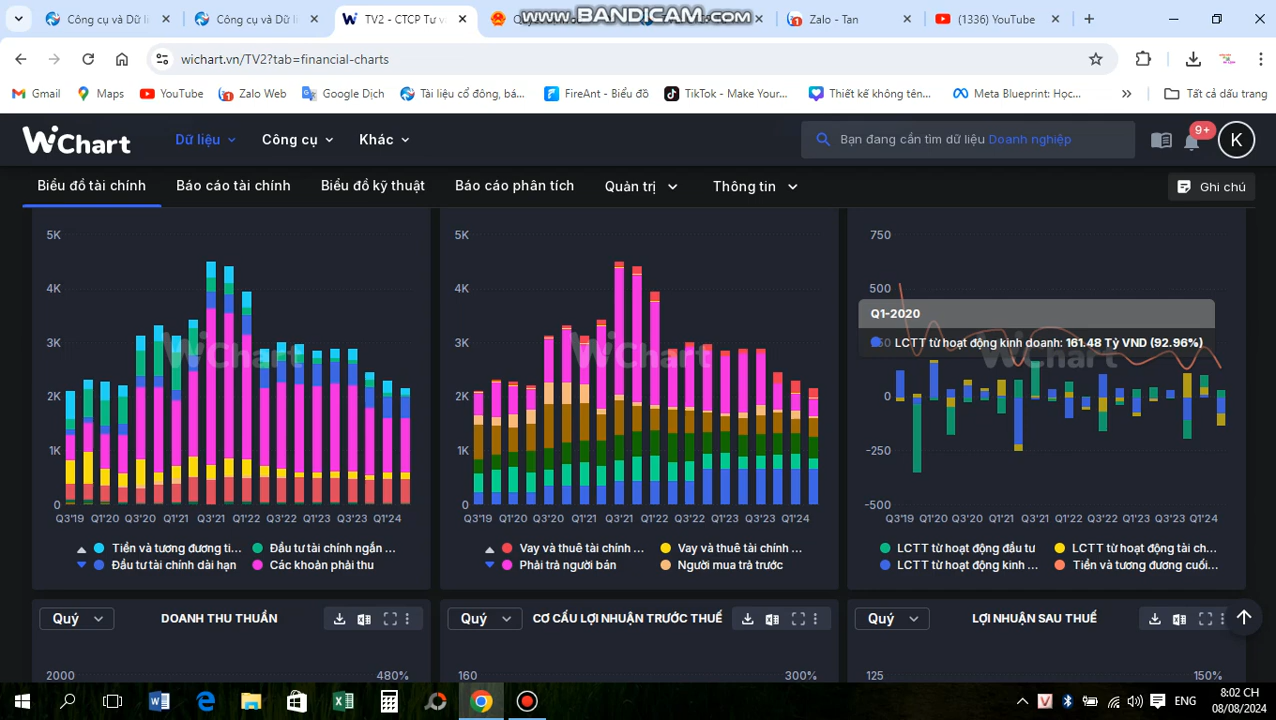 Công cụ và Dữ li
Công cụ và Dữ li
TV2 - CTCP Tư v
www.BANDICAM.com
Zalo - Tan
(1336) YouTube
wichart.vn/TV2?tab=financial-charts
Gmail
Maps
YouTube
Zalo Web
Google Dịch
Tài liệu cổ đông, bá...
FireAnt - Biểu đồ
TikTok - Make Your...
Thiết kế không tên...
Meta Blueprint: Học...
Tất cả dấu trang
WiChart
Dữ liệu
Công cụ
Khác
Bạn đang cần tìm dữ liệu Doanh nghiệp
9+
K
Biểu đồ tài chính
Báo cáo tài chính
Biểu đồ kỹ thuật
Báo cáo phân tích
Quản trị
Thông tin
Ghi chú
5K
4K
3K
2K
1K
0
WiChart
Q3'19 Q1'20 Q3'20 Q1'21 Q3'21 Q1'22 Q3'22 Q1'23 Q3'23 Q1'24
Tiền và tương đương ti...
Đầu tư tài chính ngắn ...
Đầu tư tài chính dài hạn
Các khoản phải thu
5K
4K
3K
2K
1K
0
WiChart
Q3'19 Q1'20 Q3'20 Q1'21 Q3'21 Q1'22 Q3'22 Q1'23 Q3'23 Q1'24
Vay và thuê tài chính ...
Vay và thuê tài chính ...
Phải trả người bán
Người mua trả trước
750
500
Q1-2020
LCTT từ hoạt động kinh doanh: 161.48 Tỷ VND (92.96%)
0
-250
-500
WiChart
Q3'19 Q1'20 Q3'20 Q1'21 Q3'21 Q1'22 Q3'22 Q1'23 Q3'23 Q1'24
LCTT từ hoạt động đầu tư
LCTT từ hoạt động tài ch...
LCTT từ hoạt động kinh ...
Tiền và tương đương cuối...
Quý
DOANH THU THUẦN
2000
480%
Quý
CƠ CẤU LỢI NHUẬN TRƯỚC THUẾ
160
300%
Quý
LỢI NHUẬN SAU THUẾ
125
150%
ENG
8:02 CH
08/08/2024